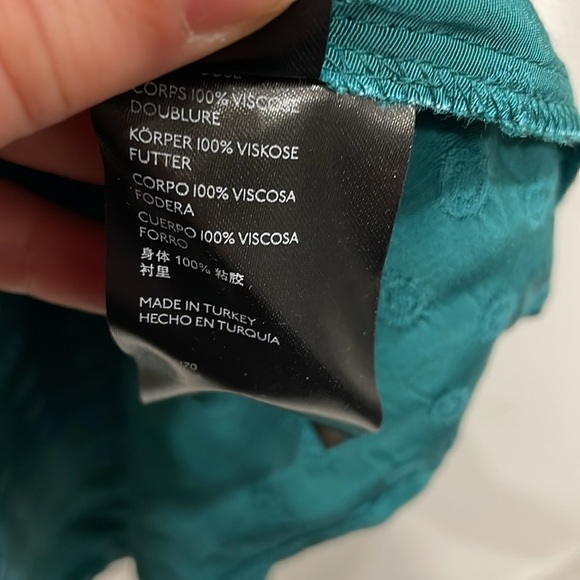 CORPS 100% VISCOSE
DOUBLURE
KÖRPER 100% VISKOSE
FUTTER
CORPO 100% VISCOSA
FODERA
CUERPO 100% VISCOSA
FORRO
身体 100% 粘胶
衬里
MADE IN TURKEY
HECHO EN TURQUÍA